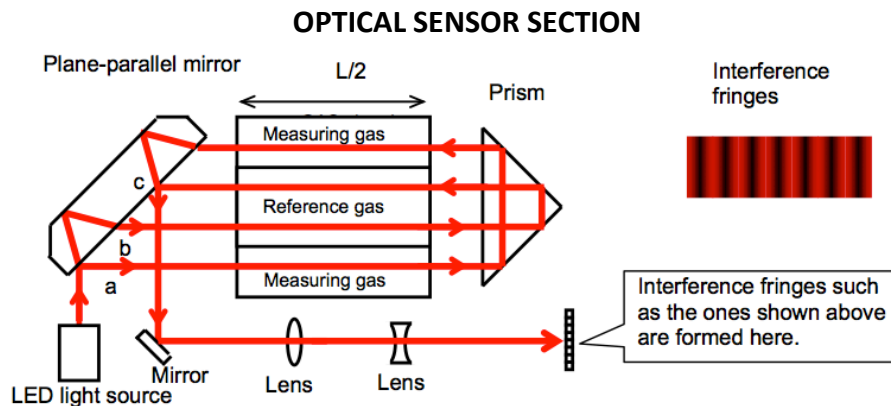 OPTICAL SENSOR SECTION
Plane-parallel mirror
L/2
Prism
Interference
fringes
Measuring gas
c
Reference gas
b
a
Measuring gas
Interference fringes such
as the ones shown above
are formed here.
Mirror
Lens
Lens
LED light source